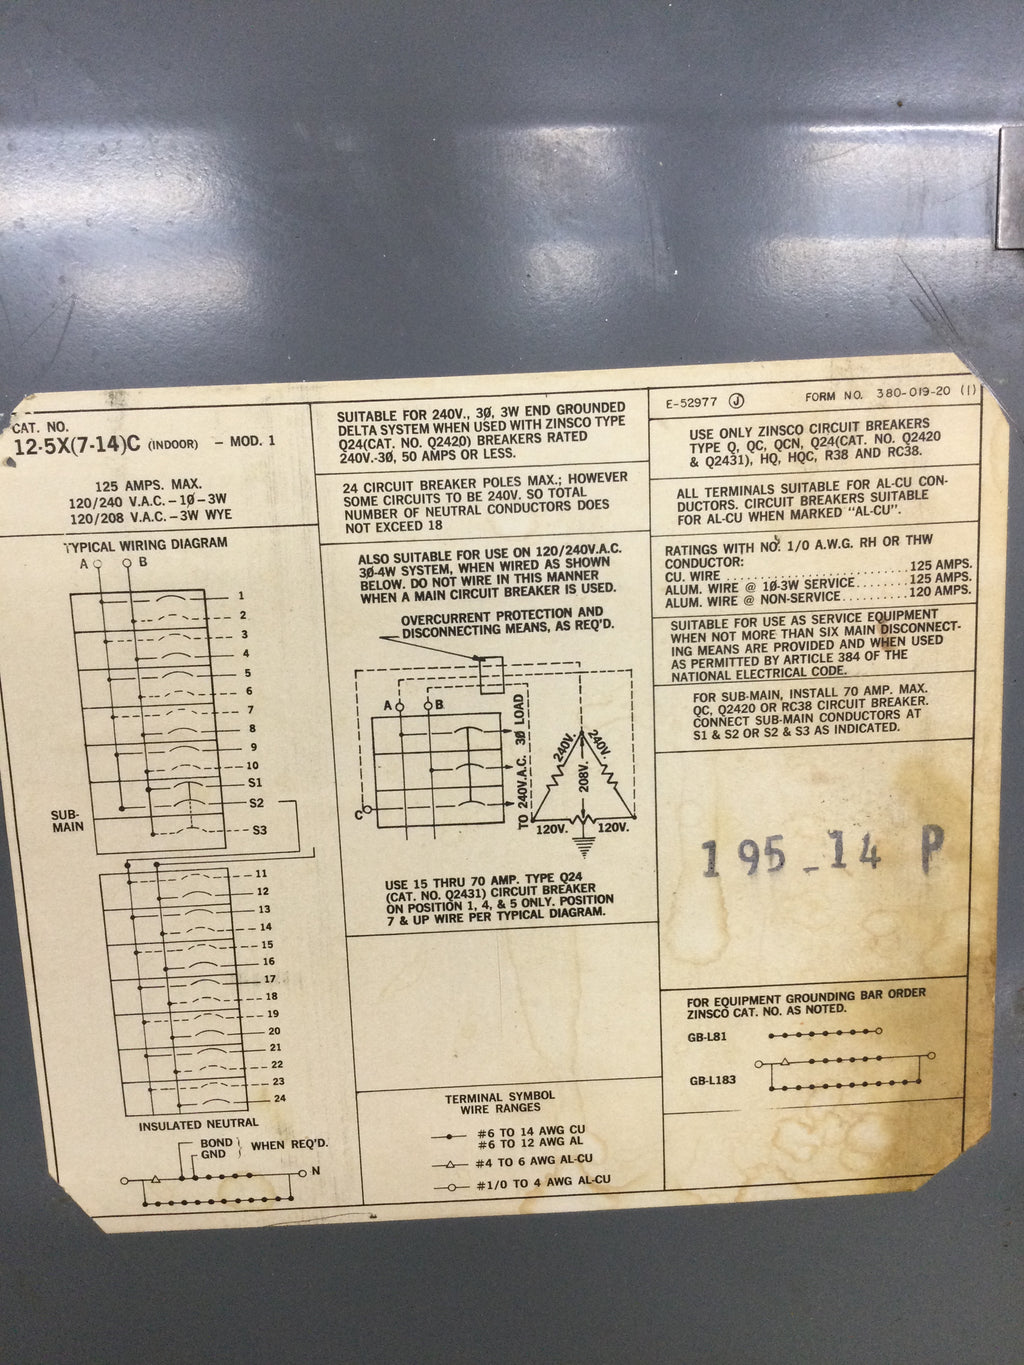 CAT. NO.
12-5X(7-14)C (INDOOR) - MOD. 1
125 AMPS. MAX.
120/240 V.A.C. - 1Ø - 3W
120/208 V.A.C. - 3W WYE
TYPICAL WIRING DIAGRAM
A B
1
2
3
4
5
6
7
8
9
10
S1
S2
S3
SUB-
MAIN
11
12
13
14
15
16
17
18
19
20
21
22
23
24
INSULATED NEUTRAL
BOND
GND
WHEN REQ'D.
N
SUITABLE FOR 240V., 3Ø, 3W END GROUNDED
DELTA SYSTEM WHEN USED WITH ZINSCO TYPE
Q24(CAT. NO. Q2420) BREAKERS RATED
240V.-3Ø, 50 AMPS OR LESS.
24 CIRCUIT BREAKER POLES MAX.; HOWEVER
SOME CIRCUITS TO BE 240V. SO TOTAL
NUMBER OF NEUTRAL CONDUCTORS DOES
NOT EXCEED 18
ALSO SUITABLE FOR USE ON 120/240V.A.C.
3Ø-4W SYSTEM, WHEN WIRED AS SHOWN
BELOW. DO NOT WIRE IN THIS MANNER
WHEN A MAIN CIRCUIT BREAKER IS USED.
OVERCURRENT PROTECTION AND
DISCONNECTING MEANS, AS REQ'D.
A B
C
TO 240V.A.C. 3Ø LOAD
240V.
240V.
208V.
120V.
120V.
USE 15 THRU 70 AMP. TYPE Q24
(CAT. NO. Q2431) CIRCUIT BREAKER
ON POSITION 1, 4, & 5 ONLY. POSITION
7 & UP WIRE PER TYPICAL DIAGRAM.
TERMINAL SYMBOL
WIRE RANGES
#6 TO 14 AWG CU
#6 TO 12 AWG AL
#4 TO 6 AWG AL-CU
#1/0 TO 4 AWG AL-CU
E-52977 J FORM NO. 380-019-20 (1)
USE ONLY ZINSCO CIRCUIT BREAKERS
TYPE Q, QC, QCN, Q24(CAT. NO. Q2420
& Q2431), HQ, HQC, R38 AND RC38.
ALL TERMINALS SUITABLE FOR AL-CU CON-
DUCTORS. CIRCUIT BREAKERS SUITABLE
FOR AL-CU WHEN MARKED "AL-CU".
RATINGS WITH NO. 1/0 A.W.G. RH OR THW
CONDUCTOR:
CU. WIRE ........................ 125 AMPS.
ALUM. WIRE @ 1Ø-3W SERVICE ........ 125 AMPS.
ALUM. WIRE @ NON-SERVICE .......... 120 AMPS.
SUITABLE FOR USE AS SERVICE EQUIPMENT
WHEN NOT MORE THAN SIX MAIN DISCONNECT-
ING MEANS ARE PROVIDED AND WHEN USED
AS PERMITTED BY ARTICLE 384 OF THE
NATIONAL ELECTRICAL CODE.
FOR SUB-MAIN, INSTALL 70 AMP. MAX.
QC, Q2420 OR RC38 CIRCUIT BREAKER.
CONNECT SUB-MAIN CONDUCTORS AT
S1 & S2 OR S2 & S3 AS INDICATED.
195-14 P
FOR EQUIPMENT GROUNDING BAR ORDER
ZINSCO CAT. NO. AS NOTED.
GB-L81
GB-L183